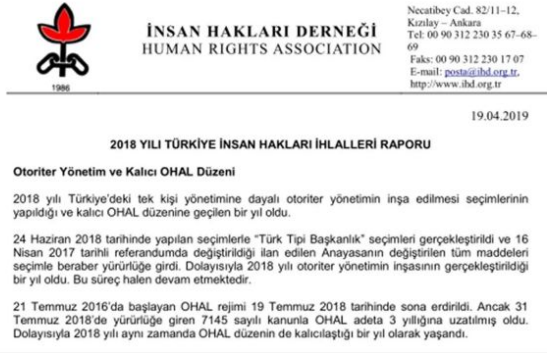 Necatibey Cad. 82/11–12,
Kızılay – Ankara
İNSAN HAKLARI DERNEĞİ
Tel: 00 90 312 230 35 67–68–
69
HUMAN RIGHTS ASSOCIATION
Faks: 00 90 312 230 17 07
E-mail: posta@ihd.org.tr,
http://www.ihd.org.tr
1986
19.04.2019
2018 YILI TÜRKİYE İNSAN HAKLARI İHLALLERİ RAPORU
Otoriter Yönetim ve Kalıcı OHAL Düzeni
2018 yılı Türkiye’deki tek kişi yönetimine dayalı otoriter yönetimin inşa edilmesi seçimlerinin
yapıldığı ve kalıcı OHAL düzenine geçilen bir yıl oldu.
24 Haziran 2018 tarihinde yapılan seçimlerle “Türk Tipi Başkanlık” seçimleri gerçekleştirildi ve 16
Nisan 2017 tarihli referandumda değiştirildiği ilan edilen Anayasanın değiştirilen tüm maddeleri
seçimle beraber yürürlüğe girdi. Dolayısıyla 2018 yılı otoriter yönetimin inşasının gerçekleştirildiği
bir yıl oldu. Bu süreç halen devam etmektedir.
21 Temmuz 2016’da başlayan OHAL rejimi 19 Temmuz 2018 tarihinde sona erdirildi. Ancak 31
Temmuz 2018’de yürürlüğe giren 7145 sayılı kanunla OHAL adeta 3 yıllığına uzatılmış oldu.
Dolayısıyla 2018 yılı aynı zamanda OHAL düzenin de kalıcılaştığı bir yıl olarak yaşandı.